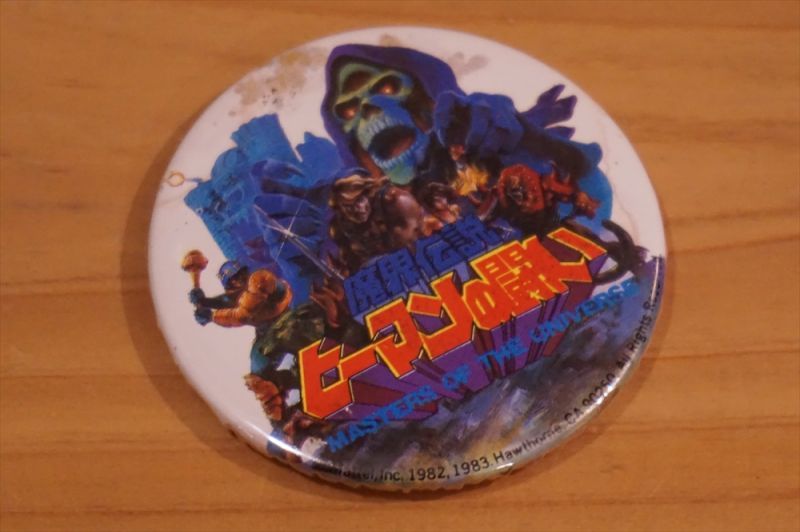 魔界伝説
ヒーマンの闘い
MASTERS OF THE UNIVERSE
Mattel, Inc. 1982, 1983. Hawthorne, CA 90250 All Rights